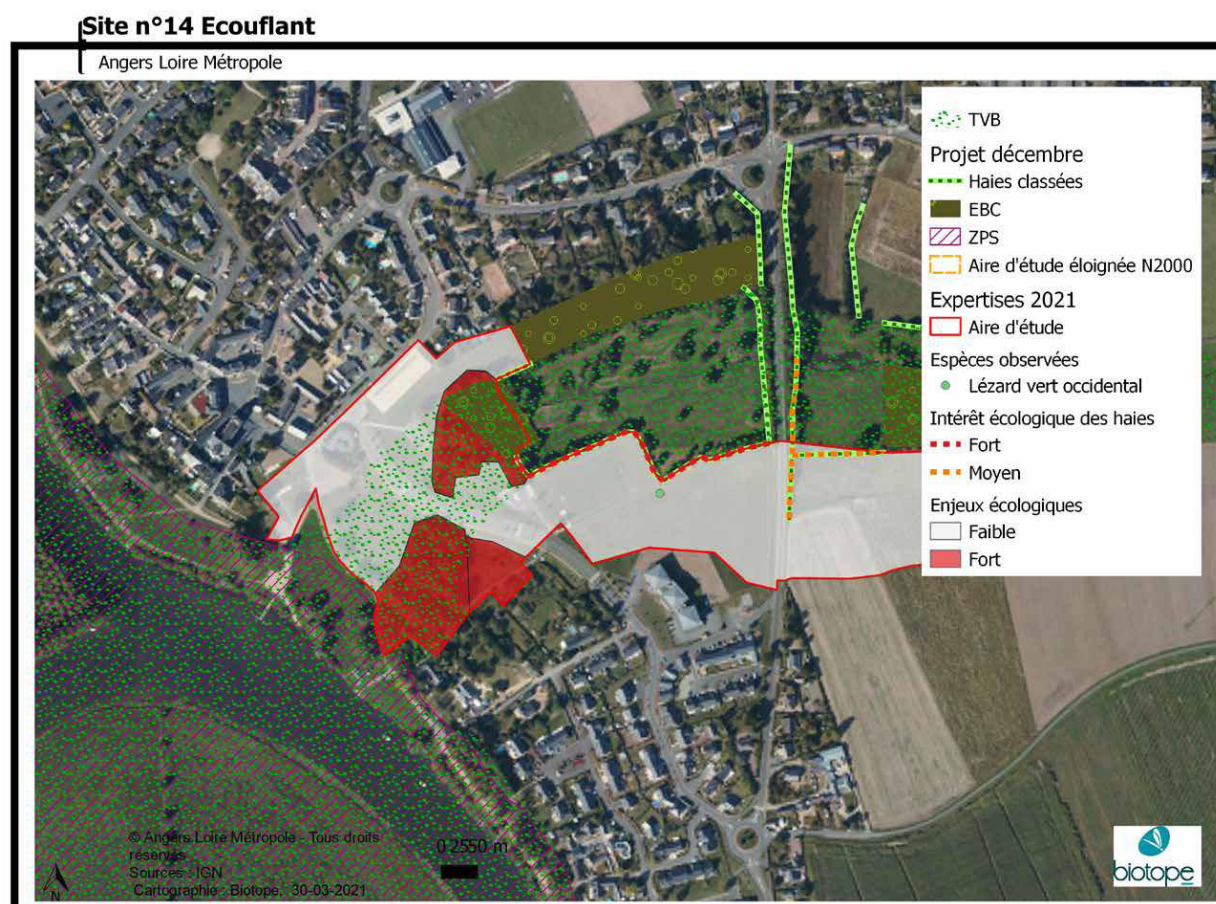 Site n°14 Ecouflant
Angers Loire Métropole
TVB
Projet décembre
Haies classées
EBC
ZPS
Aire d'étude éloignée N2000
Expertises 2021
Aire d'étude
Espèces observées
Lézard vert occidental
Intérêt écologique des haies
Fort
Moyen
Enjeux écologiques
Faible
Fort
© Angers Loire Métropole - Tous droits
réservés
Sources : IGN
Cartographie : Biotope, 30-03-2021
0 2550 m
N
biotope